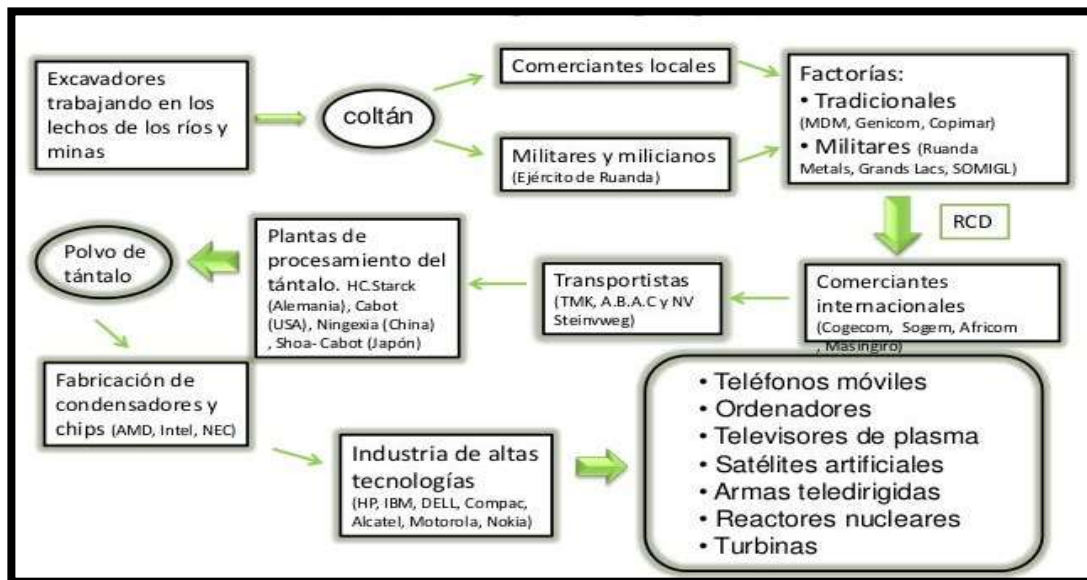 Excavadores
trabajando en los
lechos de los ríos y
minas
coltán
Comerciantes locales
Militares y milicianos
(Ejército de Ruanda)
Factorías:
• Tradicionales
(MDM, Genicom, Copimar)
• Militares (Ruanda
Metals, Grands Lacs, SOMIGL)
RCD
Comerciantes
internacionales
(Cogecom, Sogem, Africom
, Masingiro)
Transportistas
(TMK, A.B.A.C y NV
Steinvweg)
Plantas de
procesamiento del
tántalo. HC.Starck
(Alemania), Cabot
(USA), Ningexia (China)
, Shoa- Cabot (Japón)
Polvo de
tántalo
Fabricación de
condensadores y
chips (AMD, Intel, NEC)
Industria de altas
tecnologías
(HP, IBM, DELL, Compac,
Alcatel, Motorola, Nokia)
• Teléfonos móviles
• Ordenadores
• Televisores de plasma
• Satélites artificiales
• Armas teledirigidas
• Reactores nucleares
• Turbinas